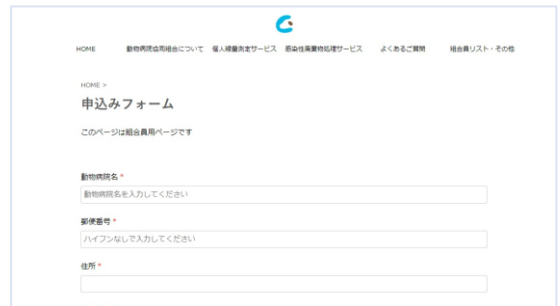 HOME 動物病院協同組合について 個人線量測定サービス 感染性廃棄物処理サービス よくあるご質問 組合員リスト・その他
HOME >
申込みフォーム
このページは組合員用ページです
動物病院名 *
動物病院名を入力してください
郵便番号 *
ハイフンなしで入力してください
住所 *